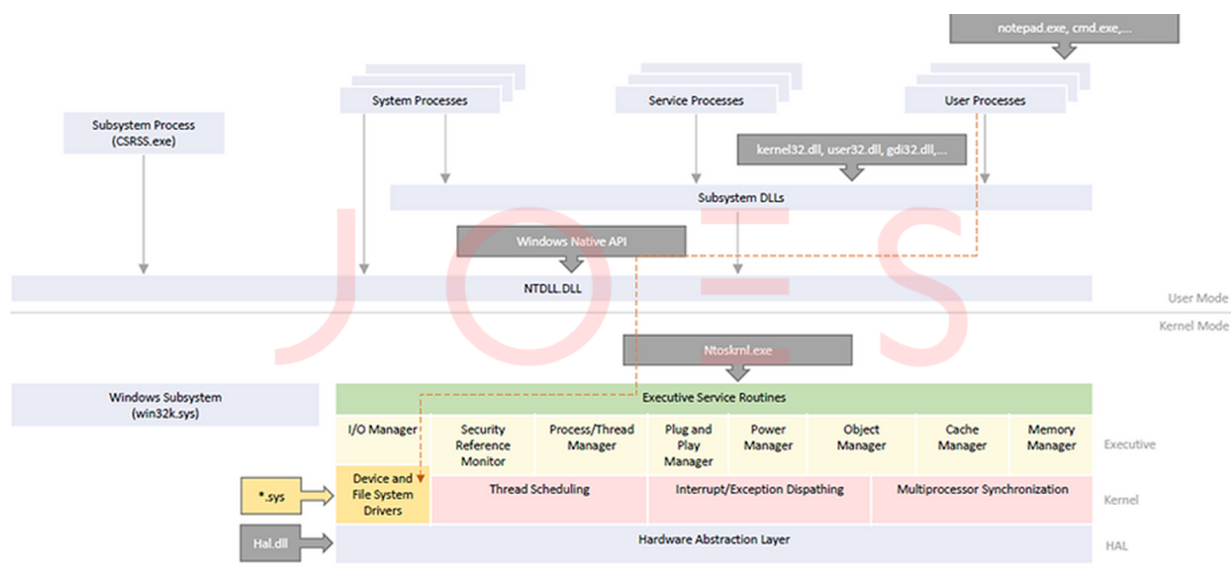 notepad.exe, cmd.exe,...
System Processes
Service Processes
User Processes
Subsystem Process
(CSRSS.exe)
kernel32.dll, user32.dll, gdi32.dll,...
Subsystem DLLs
JOES
Windows Native API
NTDLL.DLL
User Mode
Kernel Mode
Ntoskrnl.exe
Windows Subsystem
(win32k.sys)
Executive Service Routines
I/O Manager
Security
Reference
Monitor
Process/Thread
Manager
Plug and
Play
Manager
Power
Manager
Object
Manager
Cache
Manager
Memory
Manager
Executive
*.sys
Device and
File System
Drivers
Thread Scheduling
Interrupt/Exception Dispathing
Multiprocessor Synchronization
Kernel
Hal.dll
Hardware Abstraction Layer
HAL